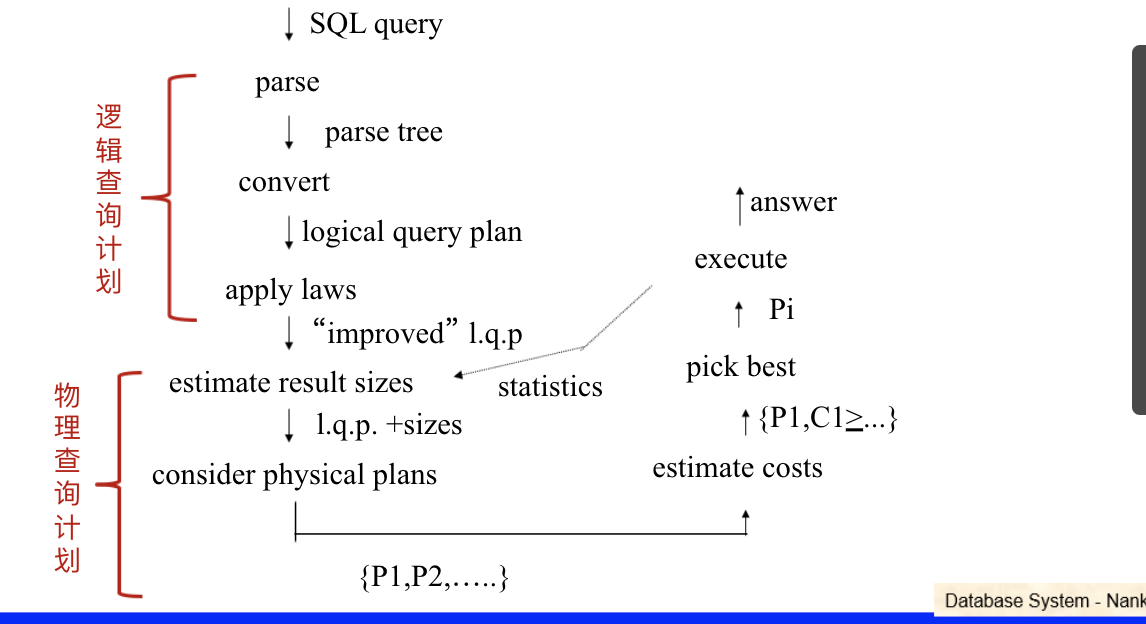 SQL query
parse
parse tree
convert
logical query plan
apply laws
“improved” l.q.p
estimate result sizes
l.q.p. +sizes
consider physical plans
{P1,P2,…..}
逻辑查询计划
物理查询计划
statistics
answer
execute
Pi
pick best
{P1,C1≥...}
estimate costs
Database System - Nank